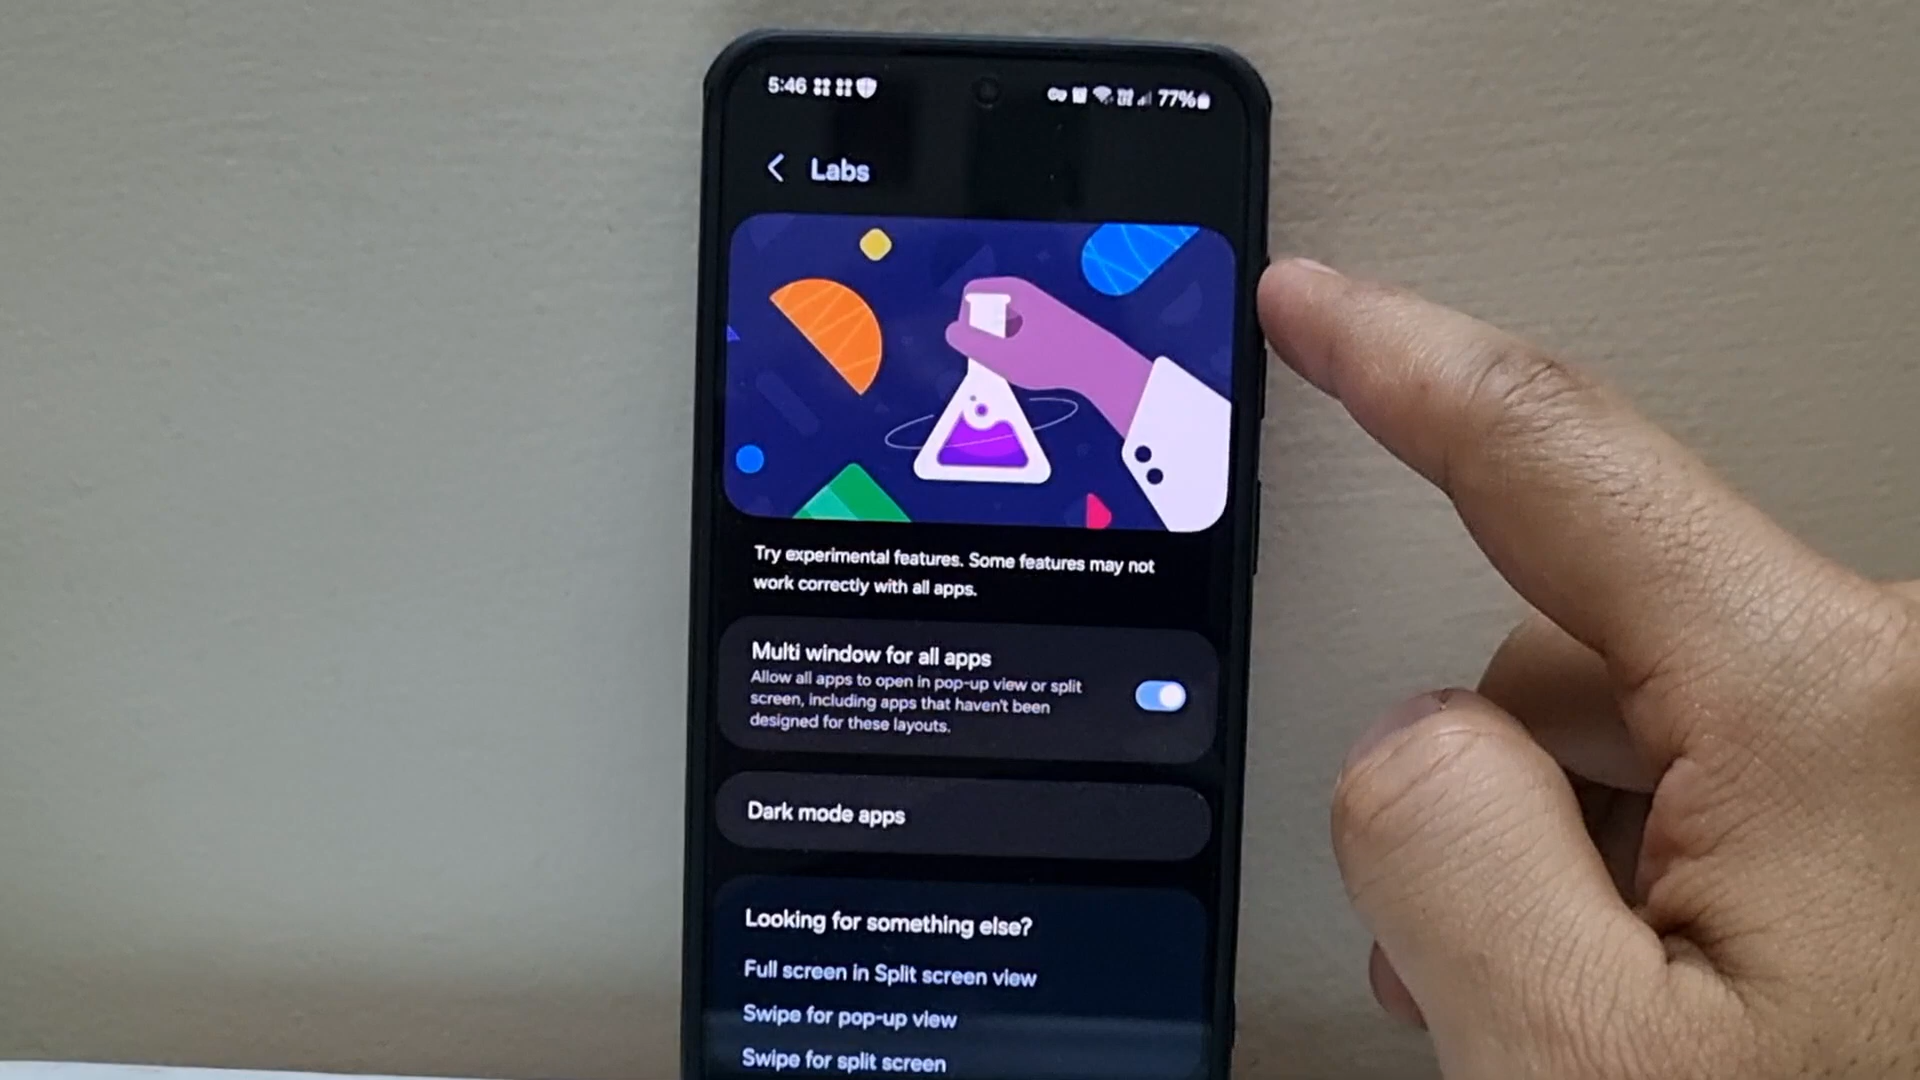 5:46
77%
Labs
Try experimental features. Some features may not
work correctly with all apps.
Multi window for all apps
Allow all apps to open in pop-up view or split
screen, including apps that haven't been
designed for these layouts.
Dark mode apps
Looking for something else?
Full screen in Split screen view
Swipe for pop-up view
Swipe for split screen